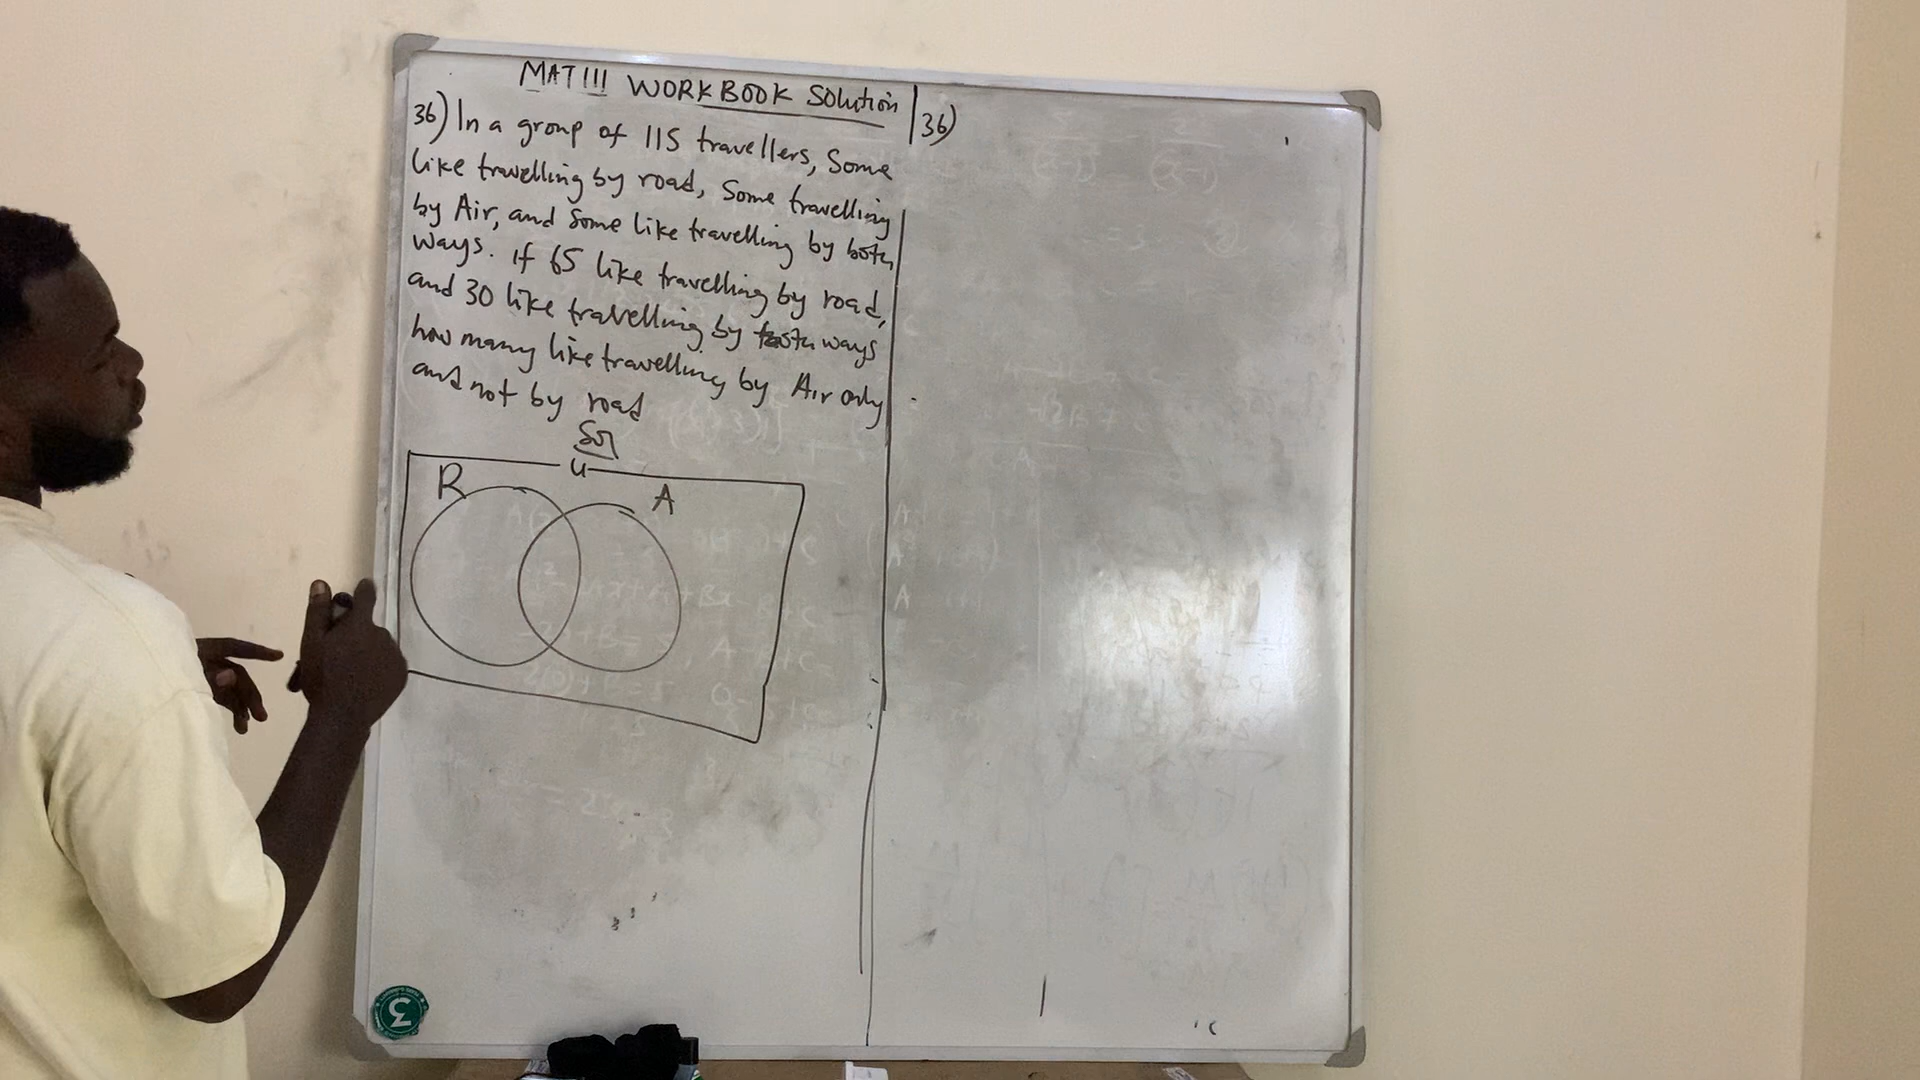 MAT111 WORKBOOK Solution
36) In a group of 115 travellers, Some
like travelling by road, Some travelling
by Air, and Some like travelling by both
ways. If 65 like travelling by road,
and 30 like travelling by both ways
how many like travelling by Air only
and not by road
Sol
U
R
A
36)
3